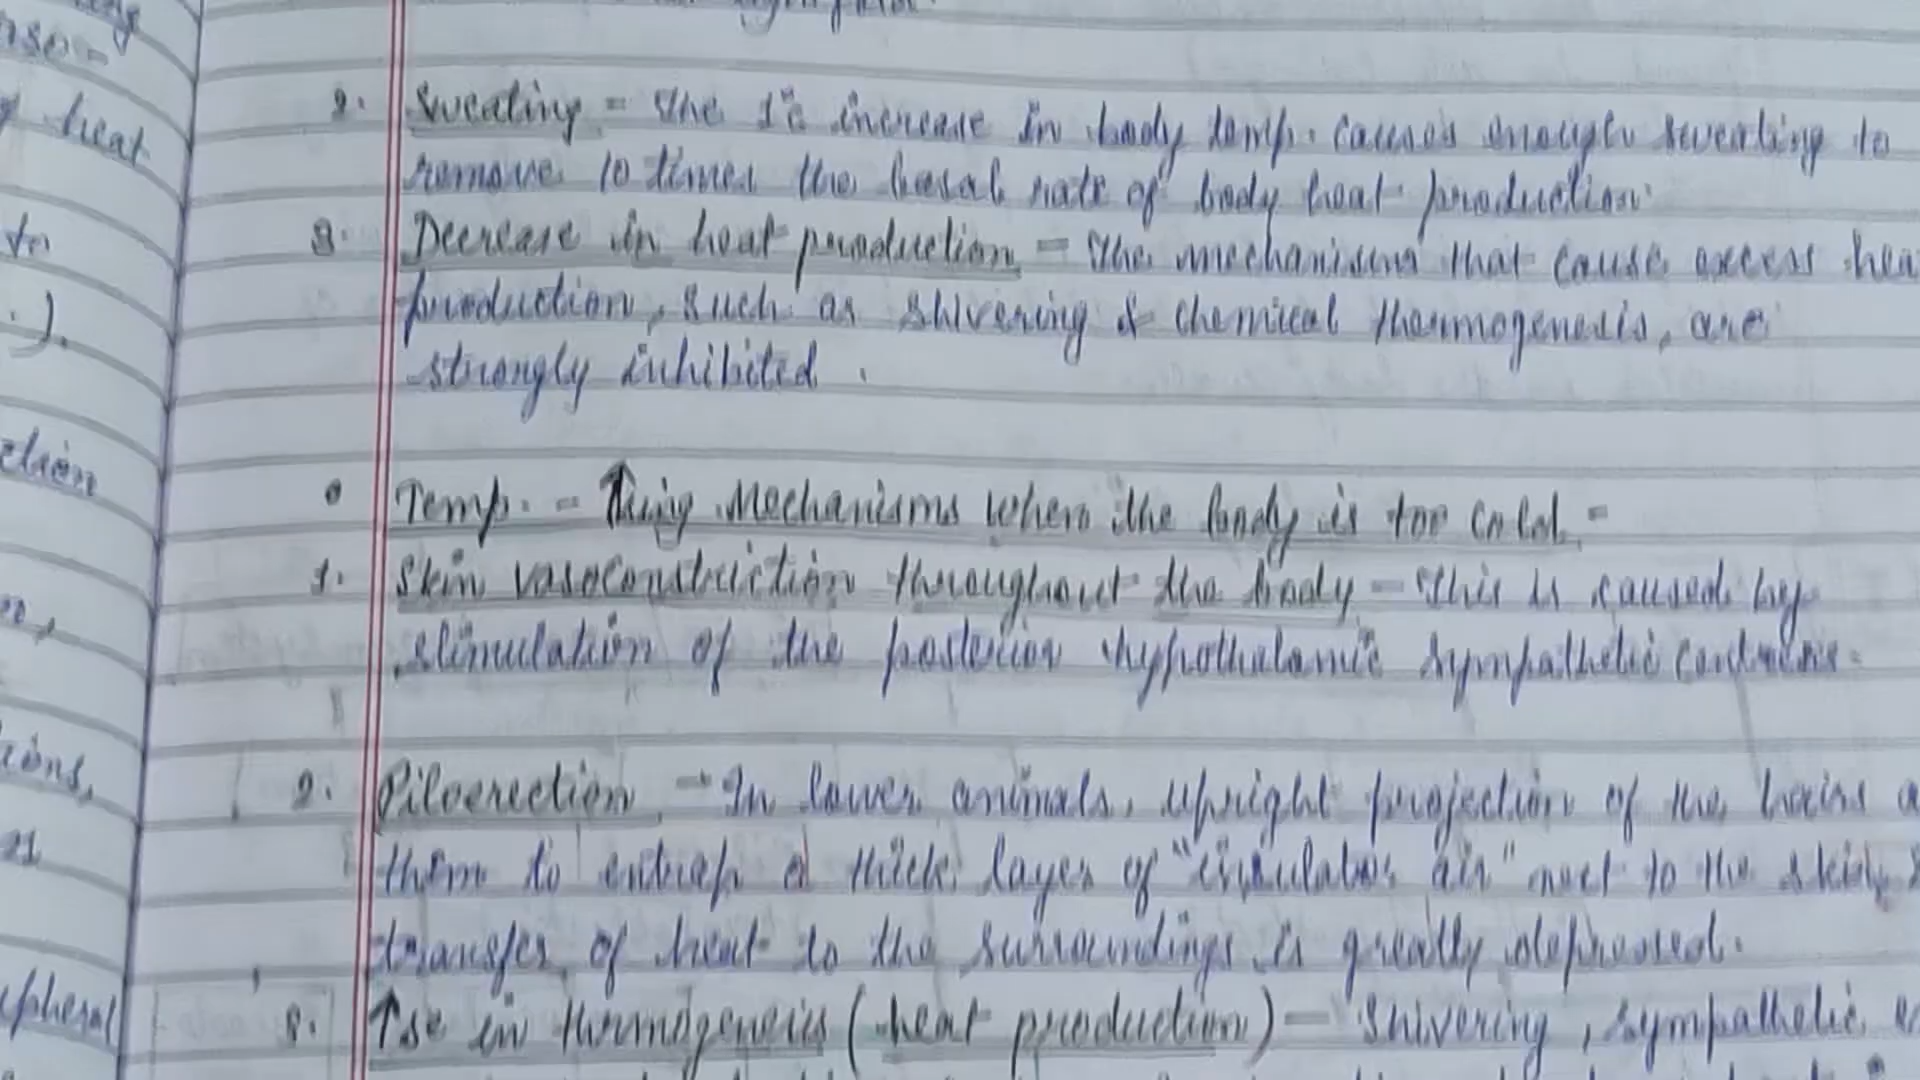 heat
to
2. Sweating = The 1°c increase in body temp. causes enough sweating to
remove 10 times the basal rate of body heat production.
3. Decrease in heat production = The mechanisms that cause excess hea
production, such as shivering & chemical thermogenesis, are
strongly inhibited.
• Temp. - ↑sing Mechanisms when the body is too cold =
1. Skin vasoconstriction throughout the body - This is caused by
stimulation of the posterior hypothalamic sympathetic
2. Piloerection - In lower animals, upright projection of the hairs a
them to entrap a thick layer of "insulator air" next to the skin,
transfer of heat to the surroundings is greatly depressed.
3. ↑se in thermogenesis (heat production) - Shivering, sympathetic